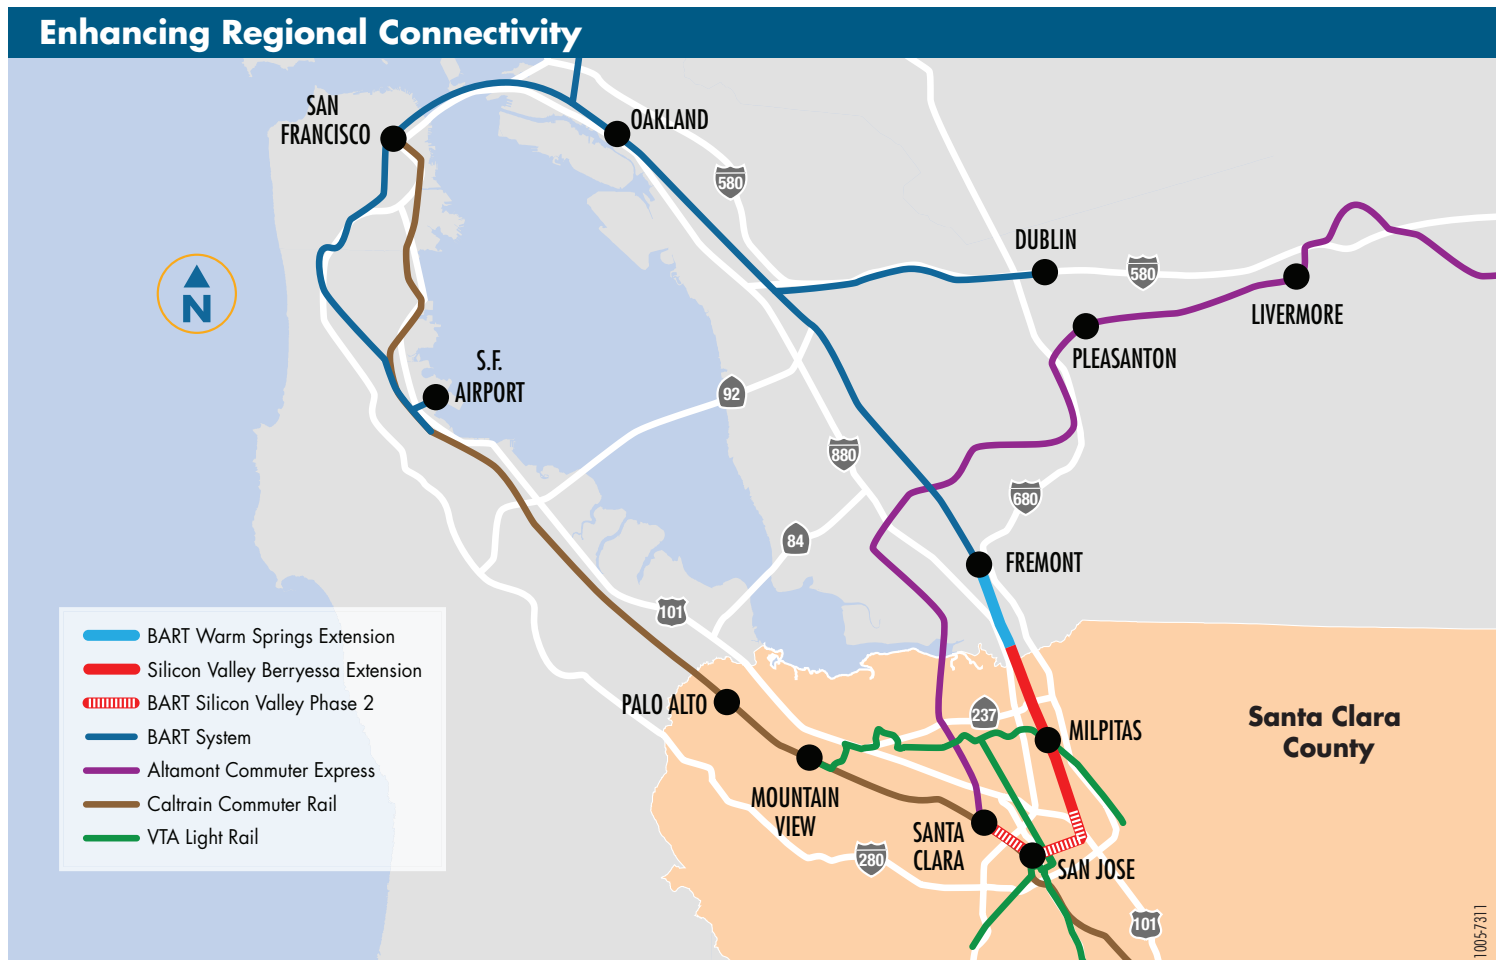 Enhancing Regional Connectivity
SAN
FRANCISCO
OAKLAND
580
DUBLIN
580
LIVERMORE
N
PLEASANTON
S.F.
AIRPORT
92
880
680
84
FREMONT
101
BART Warm Springs Extension
Silicon Valley Berryessa Extension
BART Silicon Valley Phase 2
BART System
Altamont Commuter Express
Caltrain Commuter Rail
VTA Light Rail
PALO ALTO
237
MILPITAS
Santa Clara
County
MOUNTAIN
VIEW
SANTA
CLARA
280
SAN JOSE
101
1005-7311